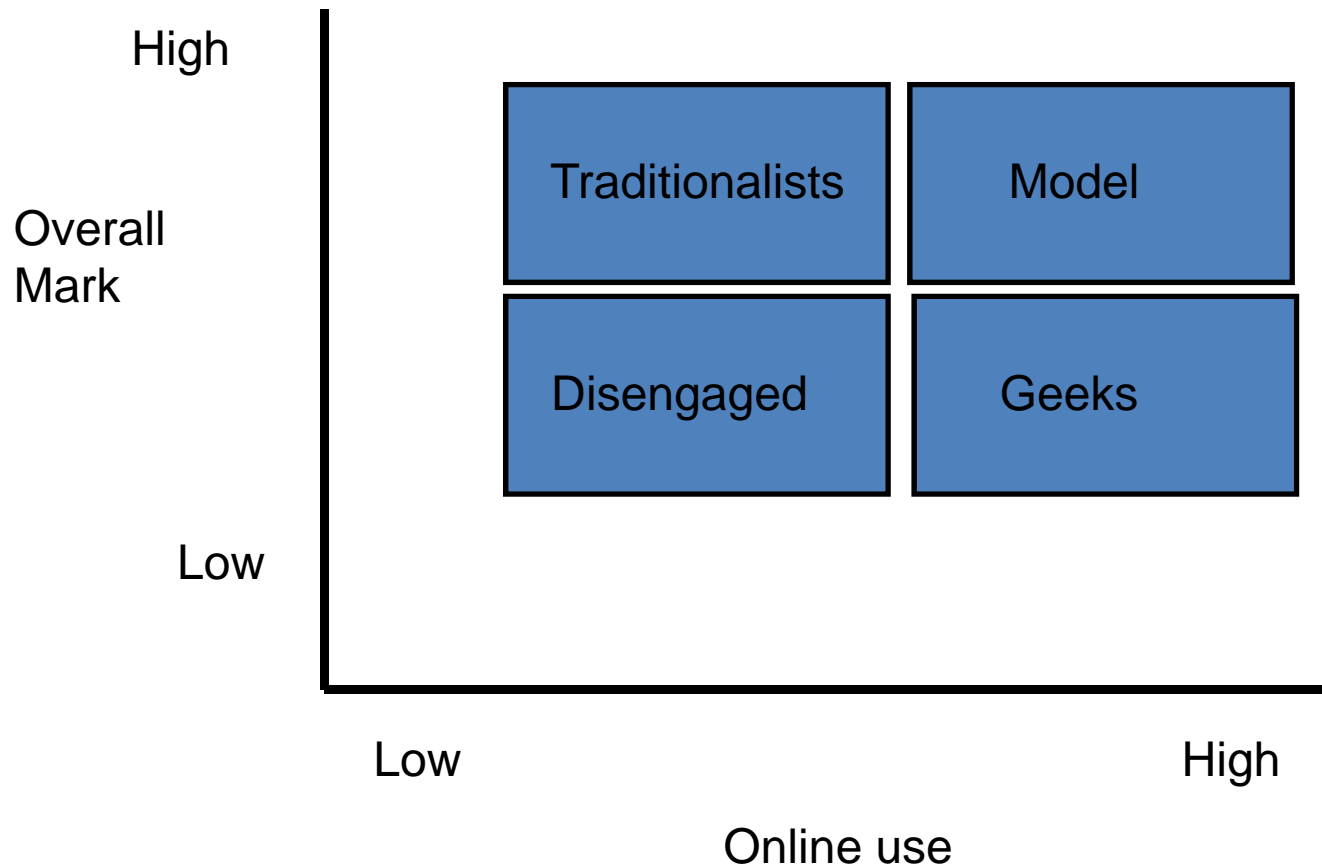 High
Traditionalists
Model
Overall
Mark
Disengaged
Geeks
Low
Low
High
Online use